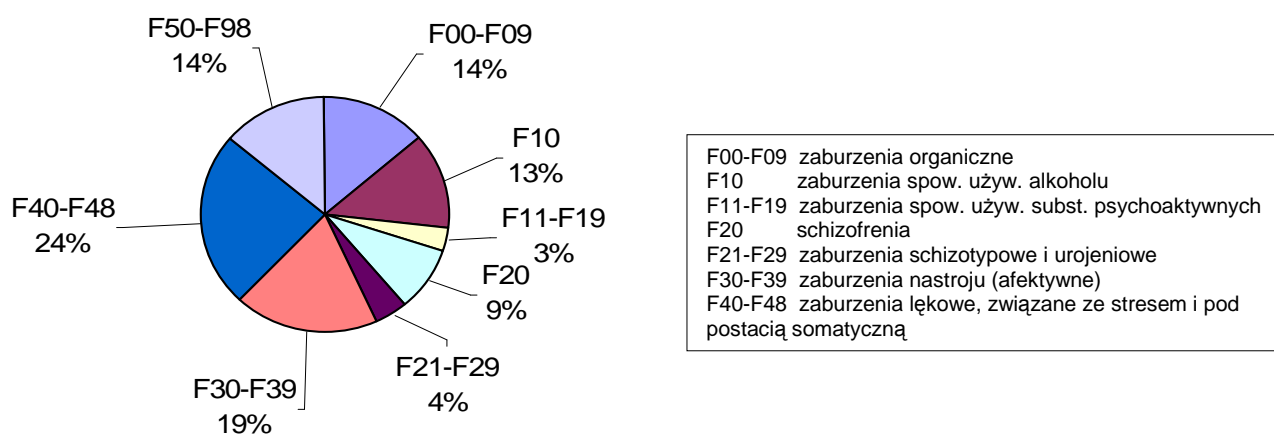 F50-F98
14%
F00-F09
14%
F10
13%
F11-F19
3%
F20
9%
F21-F29
4%
F30-F39
19%
F40-F48
24%
F00-F09 zaburzenia organiczne
F10 zaburzenia spow. używ. alkoholu
F11-F19 zaburzenia spow. używ. subst. psychoaktywnych
F20 schizofrenia
F21-F29 zaburzenia schizotypowe i urojeniowe
F30-F39 zaburzenia nastroju (afektywne)
F40-F48 zaburzenia lękowe, związane ze stresem i pod
postacią somatyczną